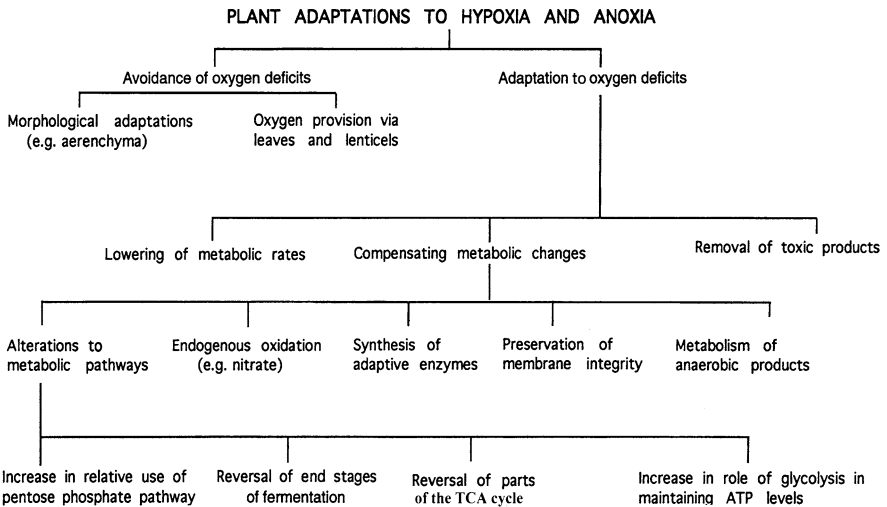 PLANT ADAPTATIONS TO HYPOXIA AND ANOXIA
Avoidance of oxygen deficits
Adaptation to oxygen deficits
Morphological adaptations
(e.g. aerenchyma)
Oxygen provision via
leaves and lenticels
Lowering of metabolic rates
Compensating metabolic changes
Removal of toxic products
Alterations to
metabolic pathways
Endogenous oxidation
(e.g. nitrate)
Synthesis of
adaptive enzymes
Preservation of
membrane integrity
Metabolism of
anaerobic products
Increase in relative use of
pentose phosphate pathway
Reversal of end stages
of fermentation
Reversal of parts
of the TCA cycle
Increase in role of glycolysis in
maintaining ATP levels